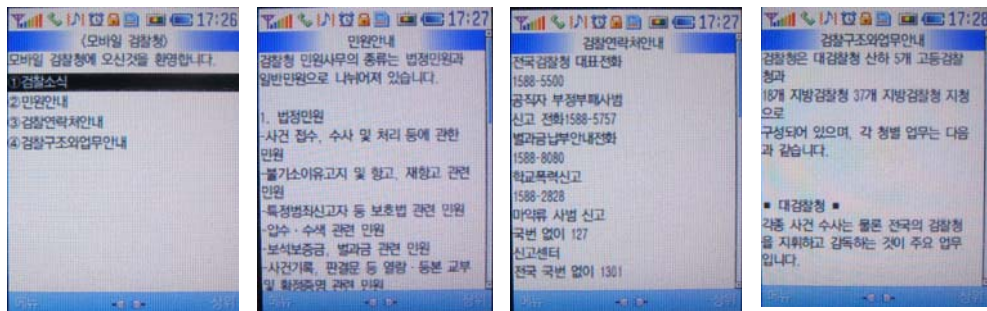 17:26
(모바일 검찰청)
모바일 검찰청에 오신것을 환영합니다.
①검찰소식
②민원안내
③검찰연락처안내
④검찰구조와업무안내
메뉴 상위
17:27
민원안내
검찰청 민원사무의 종류는 법정민원과
일반민원으로 나뉘어져 있습니다.
1. 법정민원
-사건 접수, 수사 및 처리 등에 관한
민원
-불기소이유고지 및 항고, 재항고 관련
민원
-특정범죄신고자 등 보호법 관련 민원
-압수·수색 관련 민원
-보석보증금, 벌과금 관련 민원
-사건기록, 판결문 등 열람·등본 교부
및 확정증명 관련 민원
메뉴 상위
17:27
검찰연락처안내
전국검찰청 대표전화
1588-5500
공직자 부정부패사범
신고 전화1588-5757
벌과금납부안내전화
1588-8080
학교폭력신고
1588-2828
마약류 사범 신고
국번 없이 127
신고센터
전국 국번 없이 1301
메뉴 상위
17:28
검찰구조와업무안내
검찰청은 대검찰청 산하 5개 고등검찰
청과
18개 지방검찰청 37개 지방검찰청 지청
으로
구성되어 있으며, 각 청별 업무는 다음
과 같습니다.
■ 대검찰청 ■
각종 사건 수사는 물론 전국의 검찰청
을 지휘하고 감독하는 것이 주요 업무
입니다.
메뉴 상위